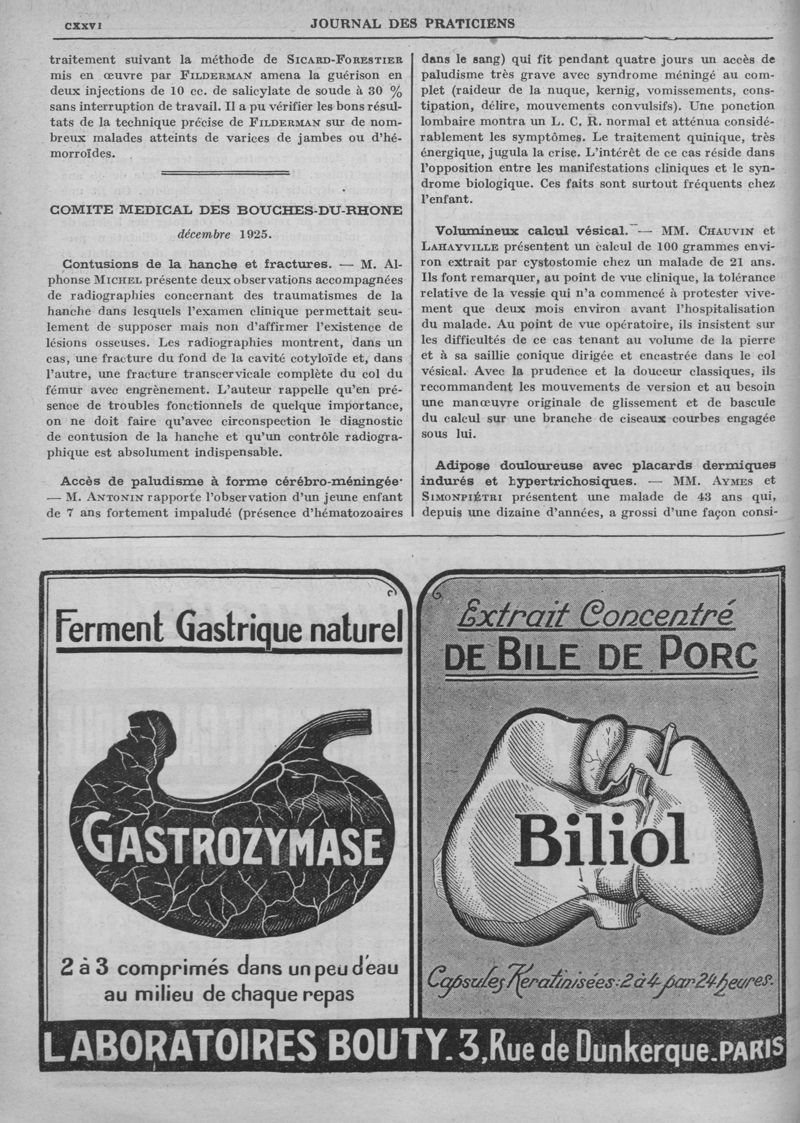 CXXVI
JOURNAL DES PRATICIENS
traitement suivant la méthode de SICARD-FORESTIER
mis en œuvre par FILDERMAN amena la guérison en
deux injections de 10 cc. de salicylate de soude à 30 %
sans interruption de travail. Il a pu vérifier les bons résul-
tats de la technique précise de FILDERMAN sur de nom-
breux malades atteints de varices de jambes ou d'hé-
morroïdes.
COMITE MEDICAL DES BOUCHES-DU-RHONE
décembre 1925.
Contusions de la hanche et fractures. — M. Al-
phonse MICHEL présente deux observations accompagnées
de radiographies concernant des traumatismes de la
hanche dans lesquels l'examen clinique permettait seu-
lement de supposer mais non d'affirmer l'existence de
lésions osseuses. Les radiographies montrent, dans un
cas, une fracture du fond de la cavité cotyloïde et, dans
l'autre, une fracture transcervicale complète du col du
fémur avec engrènement. L'auteur rappelle qu'en pré-
sence de troubles fonctionnels de quelque importance,
on ne doit faire qu'avec circonspection le diagnostic
de contusion de la hanche et qu'un contrôle radiogra-
phique est absolument indispensable.
Accès de paludisme à forme cérébro-méningée·
— M. ANTONIN rapporte l'observation d'un jeune enfant
de 7 ans fortement impaludé (présence d'hématozoaires
dans le sang) qui fit pendant quatre jours un accès de
paludisme très grave avec syndrome méningé au com-
plet (raideur de la nuque, kernig, vomissements, cons-
tipation, délire, mouvements convulsifs). Une ponction
lombaire montra un L. C. R. normal et atténua considé-
rablement les symptômes. Le traitement quinique, très
énergique, jugula la crise. L'intérêt de ce cas réside dans
l'opposition entre les manifestations cliniques et le syn-
drome biologique. Ces faits sont surtout fréquents chez
l'enfant.
Volumineux calcul vésical. — MM. CHAUVIN et
LAHAYVILLE présentent un calcul de 100 grammes envi-
ron extrait par cystostomie chez un malade de 21 ans.
Ils font remarquer, au point de vue clinique, la tolérance
relative de la vessie qui n'a commencé à protester vive-
ment que deux mois environ avant l'hospitalisation
du malade. Au point de vue opératoire, ils insistent sur
les difficultés de ce cas tenant au volume de la pierre
et à sa saillie conique dirigée et encastrée dans le col
vésical. Avec la prudence et la douceur classiques, ils
recommandent les mouvements de version et au besoin
une manœuvre originale de glissement et de bascule
du calcul sur une branche de ciseaux courbes engagée
sous lui.
Adipose douloureuse avec placards dermiques
indurés et hypertrichosiques. — MM. AYMES et
SIMONPIÉTRI présentent une malade de 43 ans qui,
depuis une dizaine d'années, a grossi d'une façon consi-
Ferment Gastrique naturel
GASTROZYMASE
2 à 3 comprimés dans un peu d'eau
au milieu de chaque repas
Extrait Concentré
DE BILE DE PORC
Biliol
Capsules Keratinisées: 2 à 4 par 24 heures.
LABORATOIRES BOUTY. 3, Rue de Dunkerque. PARIS